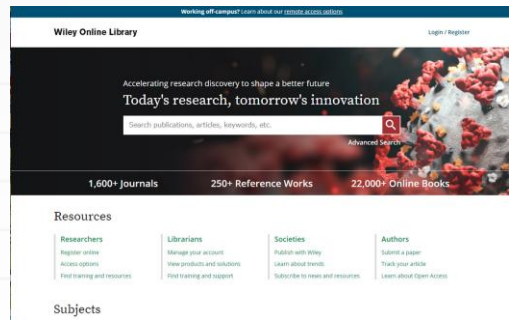 Working off-campus? Learn about our remote access options
Wiley Online Library
Login / Register
Accelerating research discovery to shape a better future
Today's research, tomorrow's innovation
Search publications, articles, keywords, etc.
Advanced Search
1,600+ Journals 250+ Reference Works 22,000+ Online Books
Resources
Researchers Librarians Societies Authors
Register online Manage your account Publish with Wiley Submit a paper
Access options View products and solutions Learn about trends Track your article
Find training and resources Find training and support Subscribe to news and resources Learn about Open Access
Subjects